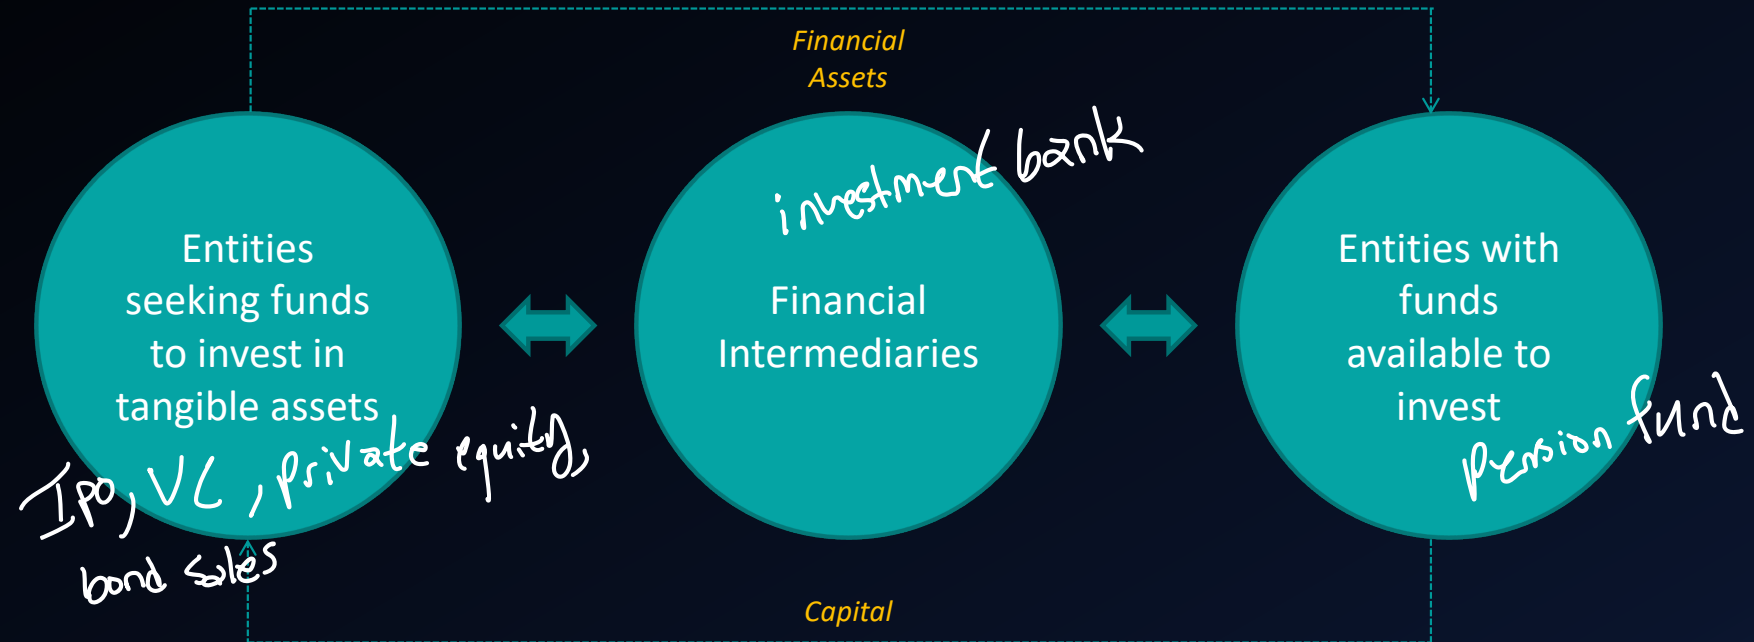 Financial
Assets
investment bank
Entities
seeking funds
to invest in
tangible assets
IPO, VC, private equity,
bond sales
Financial
Intermediaries
Entities with
funds
available to
invest
pension fund
Capital